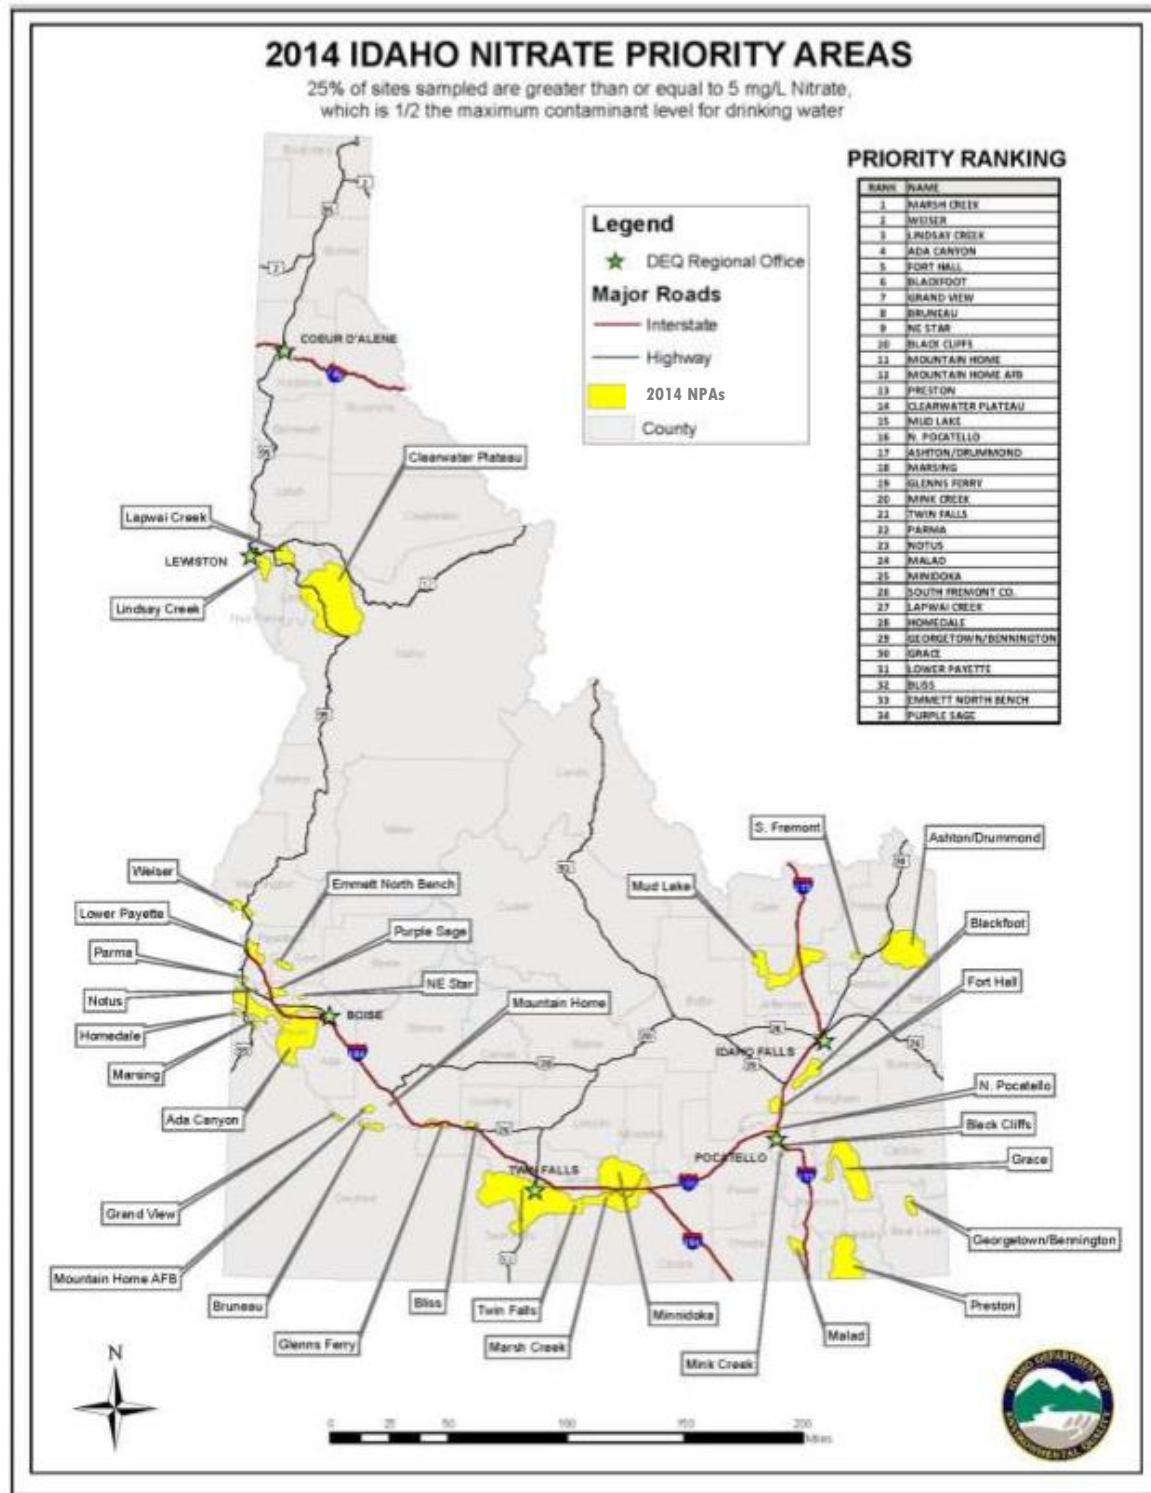 2014 IDAHO NITRATE PRIORITY AREAS
25% of sites sampled are greater than or equal to 5 mg/L Nitrate,
which is 1/2 the maximum contaminant level for drinking water
PRIORITY RANKING
RANK NAME
1 MARSH CREEK
2 WEISER
3 LINDSAY CREEK
4 ADA CANYON
5 FORT HALL
6 BLACKFOOT
7 GRAND VIEW
8 BRUNEAU
9 NE STAR
10 BLACK CLIFFS
11 MOUNTAIN HOME
12 MOUNTAIN HOME AFB
13 PRESTON
14 CLEARWATER PLATEAU
15 MUD LAKE
16 N. POCATELLO
17 ASHTON/DRUMMOND
18 MARSING
19 GLENNS FERRY
20 MINK CREEK
21 TWIN FALLS
22 PARMA
23 NOTUS
24 MALAD
25 MINIDOKA
26 SOUTH FREMONT CO.
27 LAPWAI CREEK
28 HOMEDALE
29 GEORGETOWN/BENNINGTON
30 GRACE
31 LOWER PAYETTE
32 BLISS
33 EMMETT NORTH BENCH
34 PURPLE SAGE
Legend
DEQ Regional Office
Major Roads
Interstate
Highway
2014 NPAs
County
COEUR D'ALENE
Clearwater Plateau
Lapwai Creek
LEWISTON
Lindsay Creek
Clearwater
Idaho
Lemhi
Valley
Custer
S. Fremont
Ashton/Drummond
Mud Lake
Weiser
Emmett North Bench
Lower Payette
Purple Sage
Blackfoot
Parma
NE Star
Fort Hall
Notus
Mountain Home
Homedale
BOISE
IDAHO FALLS
Marsing
N. Pocatello
Ada Canyon
Black Cliffs
POCATELLO
Grace
TWIN FALLS
Grand View
Georgetown/Bennington
Mountain Home AFB
Bruneau
Bliss
Twin Falls
Minnidoka
Preston
Glenns Ferry
Marsh Creek
Malad
Mink Creek
N
0 25 50 100 150 200
Miles
IDAHO DEPARTMENT OF
ENVIRONMENTAL QUALITY